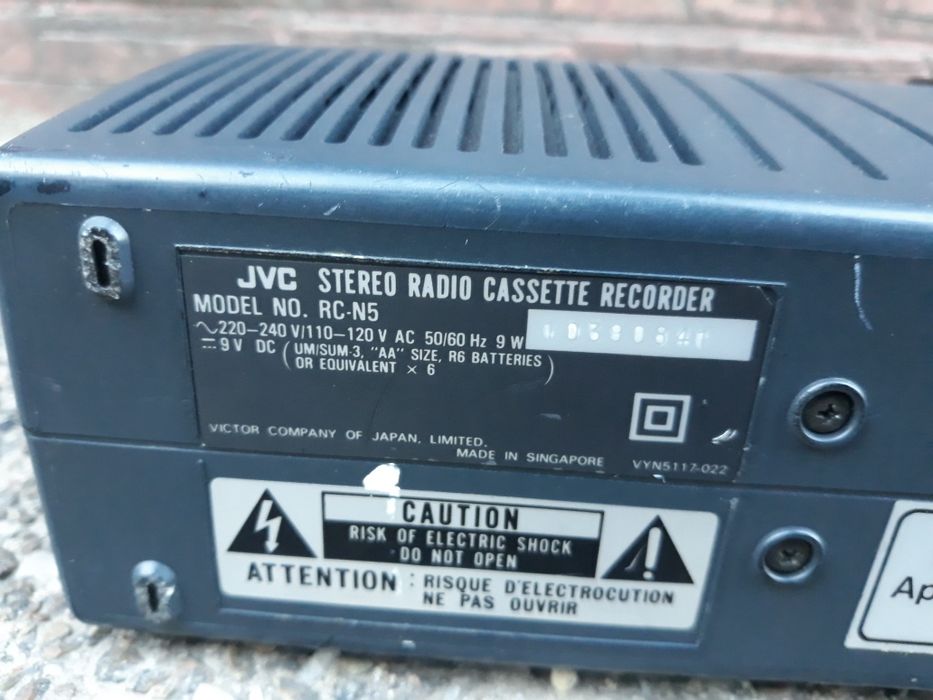 JVC STEREO RADIO CASSETTE RECORDER
MODEL NO. RC-N5
∿220-240 V/110-120 V AC 50/60 Hz 9 W
⎓9 V DC (UM/SUM-3, "AA" SIZE, R6 BATTERIES
OR EQUIVALENT × 6)
VICTOR COMPANY OF JAPAN, LIMITED.
MADE IN SINGAPORE VYN5117-022
CAUTION
RISK OF ELECTRIC SHOCK
DO NOT OPEN
ATTENTION : RISQUE D'ELECTROCUTION
NE PAS OUVRIR